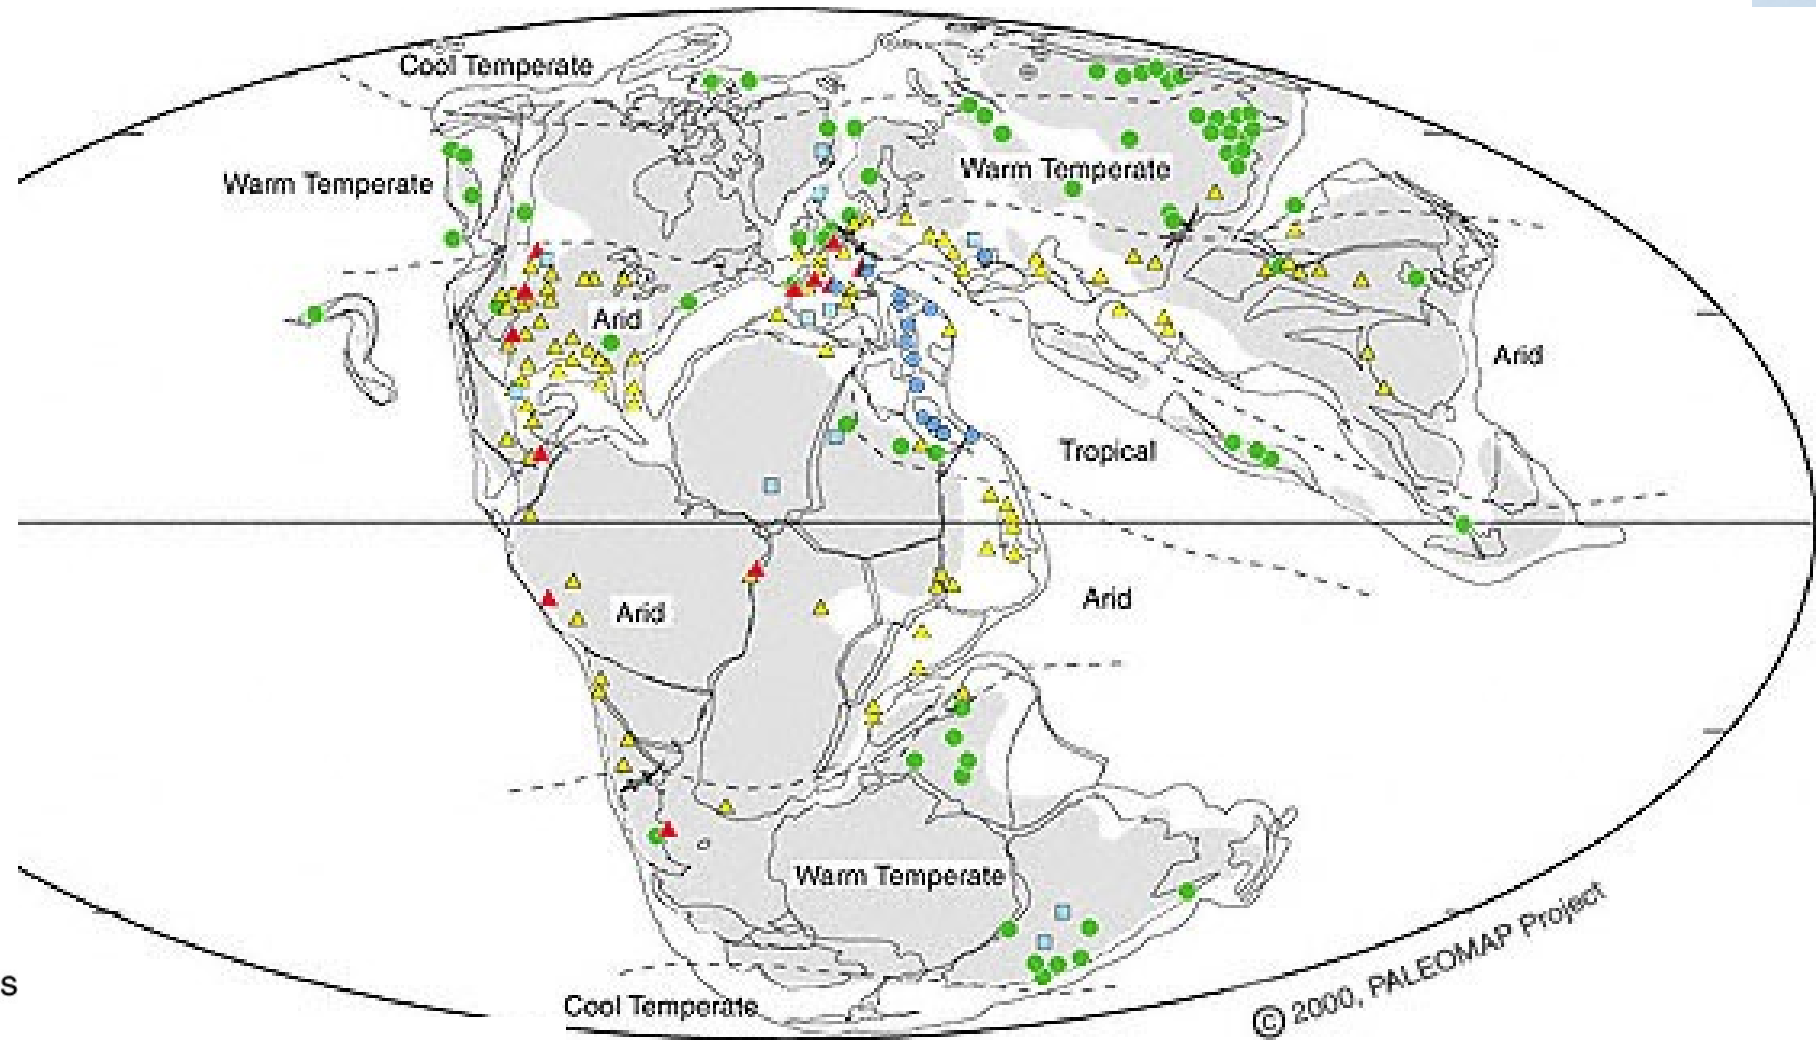 Cool Temperate
Warm Temperate
Warm Temperate
Arid
Arid
Tropical
Arid
Arid
Warm Temperate
s
Cool Temperate
© 2000, PALEOMAP Project